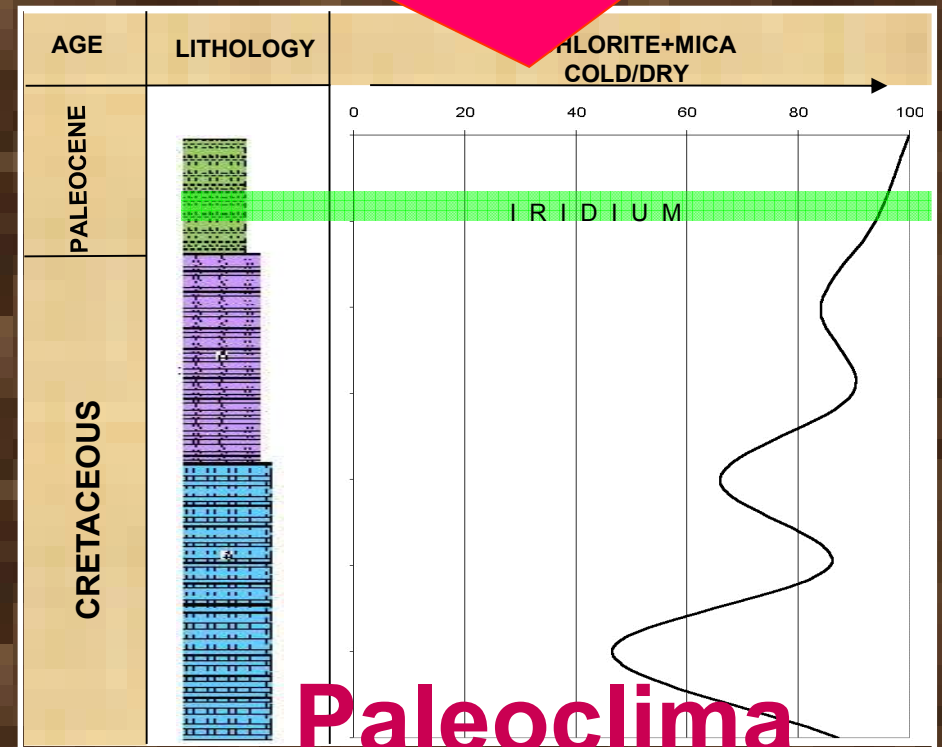 AGE
LITHOLOGY
HLORITE+MICA
COLD/DRY
0 20 40 60 80 100
PALEOCENE
IRIDIUM
CRETACEOUS
Paleoclima